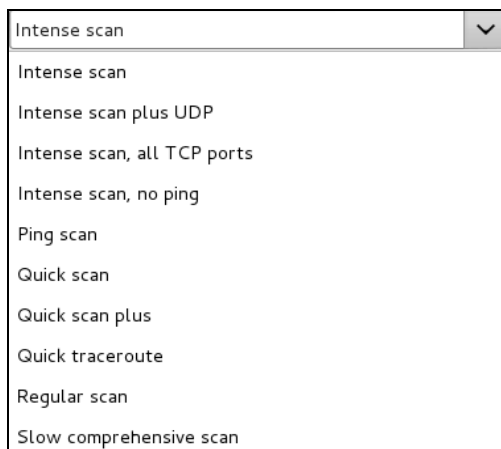 Intense scan
Intense scan
Intense scan plus UDP
Intense scan, all TCP ports
Intense scan, no ping
Ping scan
Quick scan
Quick scan plus
Quick traceroute
Regular scan
Slow comprehensive scan